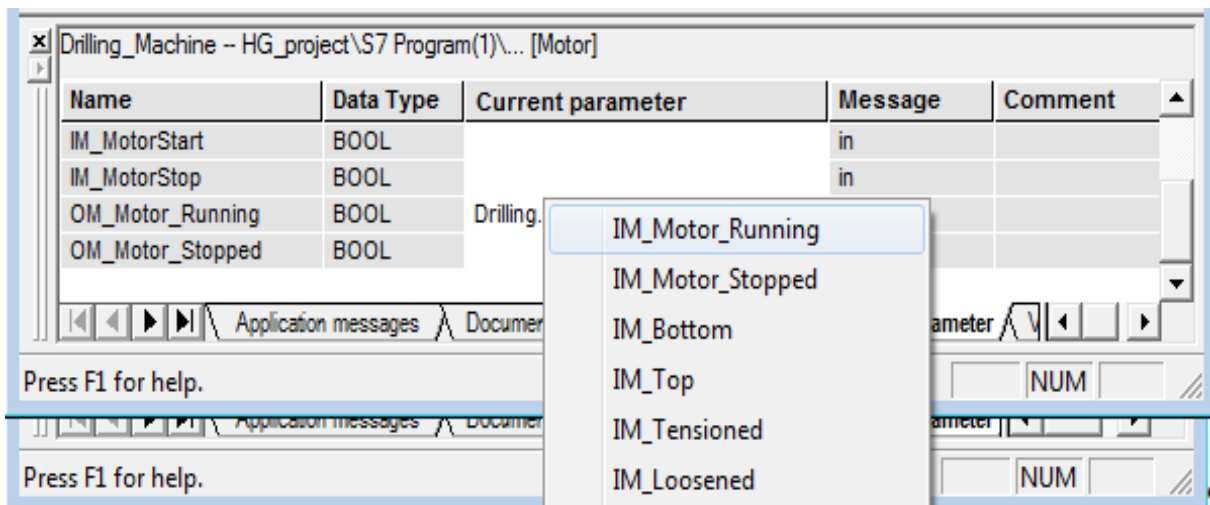 Drilling_Machine -- HG_project\S7 Program(1)\... [Motor]
Name Data Type Current parameter Message Comment
IM_MotorStart BOOL in
IM_MotorStop BOOL in
OM_Motor_Running BOOL Drilling.
OM_Motor_Stopped BOOL
IM_Motor_Running
IM_Motor_Stopped
IM_Bottom
IM_Top
IM_Tensioned
IM_Loosened
Application messages Documen ameter V
Press F1 for help. NUM
Application messages Documen ameter
Press F1 for help. NUM